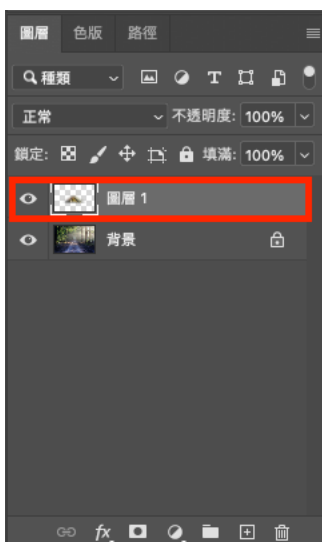 圖層 色版 路徑
種類 T
正常 不透明度: 100%
鎖定: 填滿: 100%
圖層 1
背景
fx